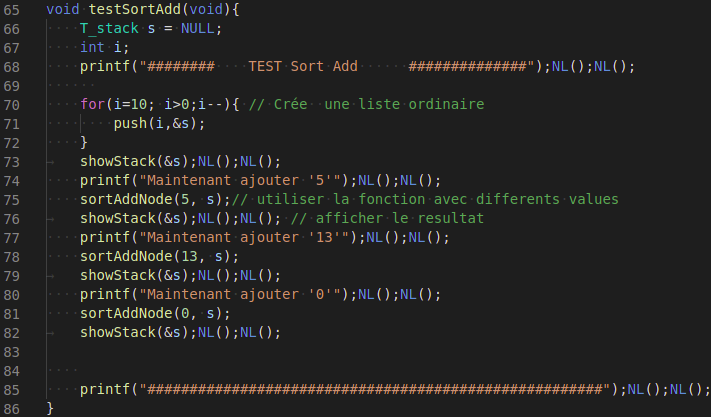 65 void testSortAdd(void){
66     T_stack s = NULL;
67     int i;
68     printf("########    TEST Sort Add      ##############");NL();NL();
69
70     for(i=10; i>0;i--){ // Crée  une liste ordinaire
71         push(i,&s);
72     }
73     showStack(&s);NL();NL();
74     printf("Maintenant ajouter '5'");NL();NL();
75     sortAddNode(5, s);// utiliser la fonction avec differents values
76     showStack(&s);NL();NL(); // afficher le resultat
77     printf("Maintenant ajouter '13'");NL();NL();
78     sortAddNode(13, s);
79     showStack(&s);NL();NL();
80     printf("Maintenant ajouter '0'");NL();NL();
81     sortAddNode(0, s);
82     showStack(&s);NL();NL();
83
84
85     printf("######################################################");NL();NL();
86 }